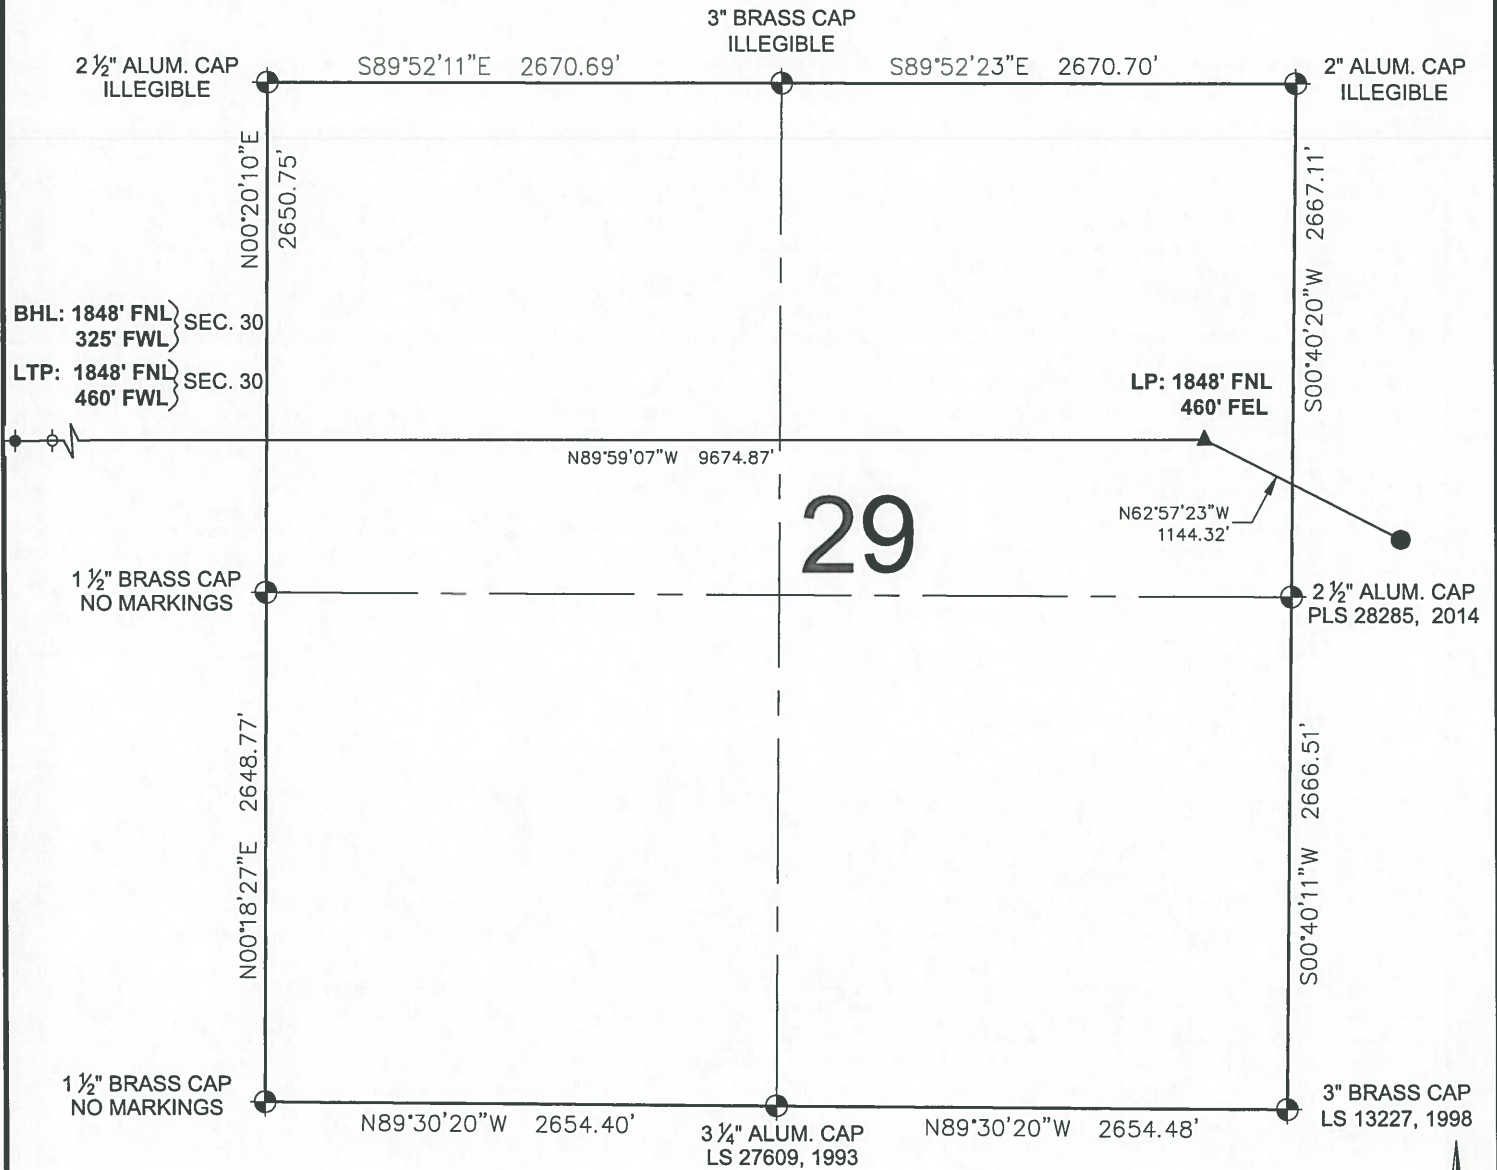 3" BRASS CAP
ILLEGIBLE
2 ½" ALUM. CAP
ILLEGIBLE
S89°52'11"E 2670.69'
S89°52'23"E 2670.70'
2" ALUM. CAP
ILLEGIBLE
N00°20'10"E
2650.75'
S00°40'20"W 2667.11'
BHL: 1848' FNL
325' FWL
SEC. 30
LTP: 1848' FNL
460' FWL
SEC. 30
LP: 1848' FNL
460' FEL
N89°59'07"W 9674.87'
29
N62°57'23"W
1144.32'
1 ½" BRASS CAP
NO MARKINGS
2 ½" ALUM. CAP
PLS 28285, 2014
N00°18'27"E 2648.77'
S00°40'11"W 2666.51'
1 ½" BRASS CAP
NO MARKINGS
N89°30'20"W 2654.40'
3 ¼" ALUM. CAP
LS 27609, 1993
N89°30'20"W 2654.48'
3" BRASS CAP
LS 13227, 1998